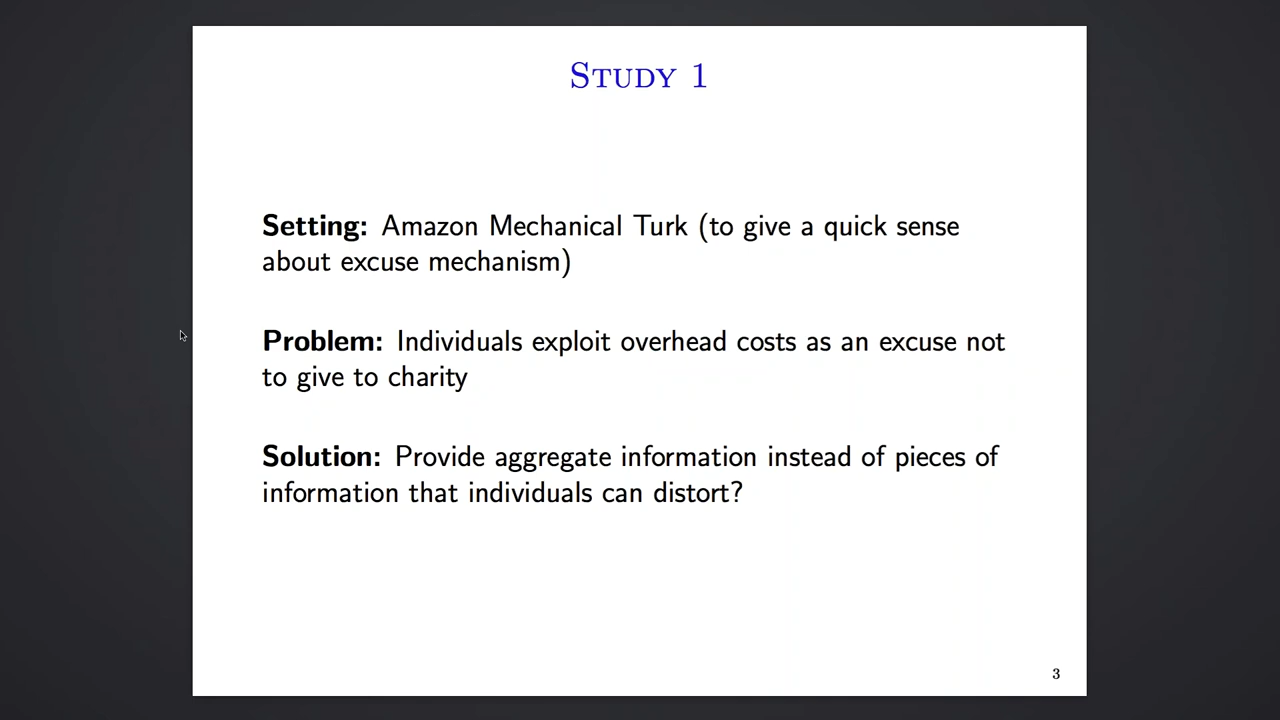 STUDY 1
Setting: Amazon Mechanical Turk (to give a quick sense
about excuse mechanism)
Problem: Individuals exploit overhead costs as an excuse not
to give to charity
Solution: Provide aggregate information instead of pieces of
information that individuals can distort?
3